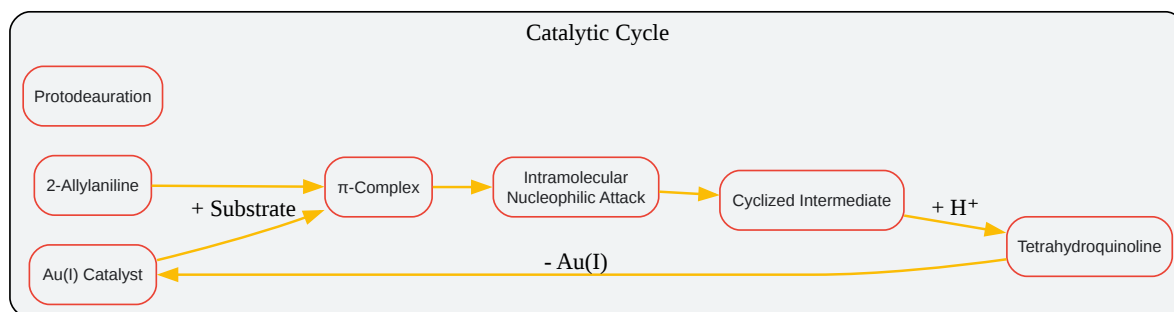 Catalytic Cycle
Protodeauration
2-Allylaniline
+ Substrate
Au(I) Catalyst
π-Complex
Intramolecular
Nucleophilic Attack
Cyclized Intermediate
+ H⁺
Tetrahydroquinoline
- Au(I)